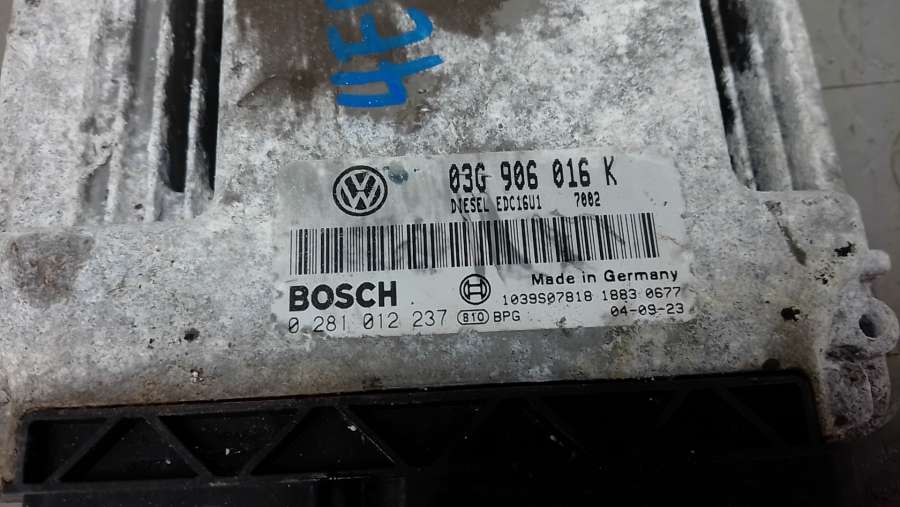 03G 906 016 K
DIESEL EDC16U1 7002
Made in Germany
BOSCH
1039S07818 1883 0677
0 281 012 237 810 BPG
04-09-23